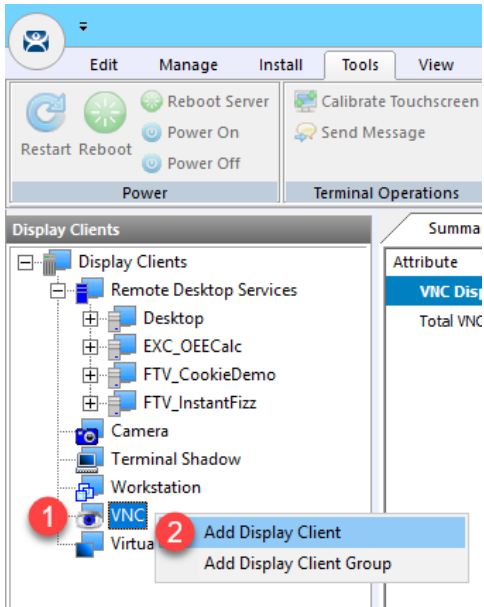 Edit Manage Install Tools View
Restart Reboot
Reboot Server
Power On
Power Off
Power
Calibrate Touchscreen
Send Message
Terminal Operations
Display Clients
Display Clients
Remote Desktop Services
Desktop
EXC_OEECalc
FTV_CookieDemo
FTV_InstantFizz
Camera
Terminal Shadow
Workstation
1 VNC
Virtua
2 Add Display Client
Add Display Client Group
Summa
Attribute
VNC Disp
Total VNC